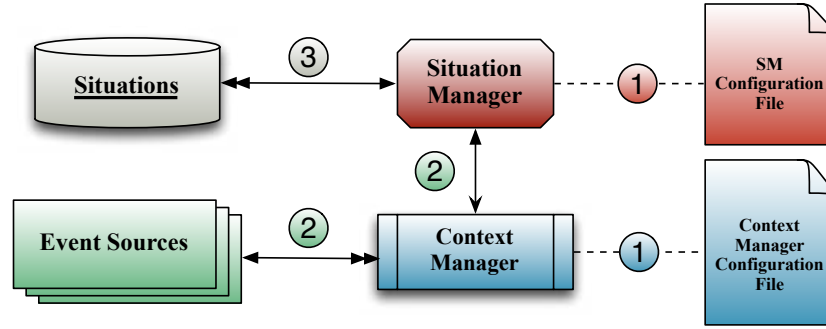 Situations
3
Situation
Manager
1
SM
Configuration
File
2
Event Sources
2
Context
Manager
1
Context
Manager
Configuration
File